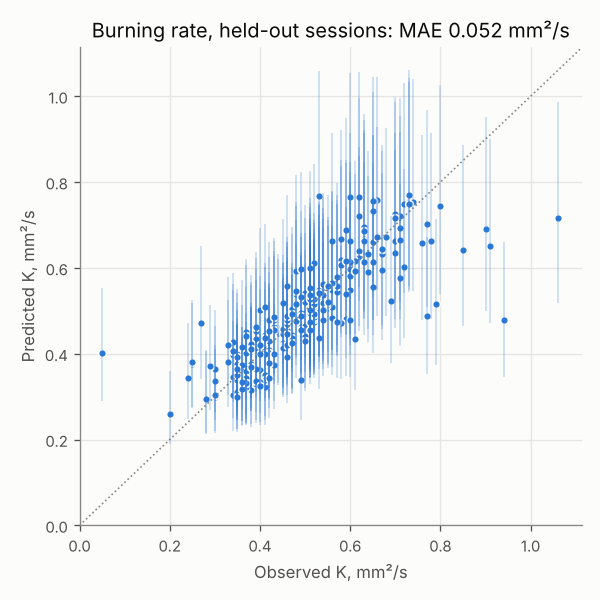 Burning rate, held-out sessions: MAE 0.052 mm²/s
Predicted K, mm²/s
1.0
0.8
0.6
0.4
0.2
0.0
0.0 0.2 0.4 0.6 0.8 1.0
Observed K, mm²/s